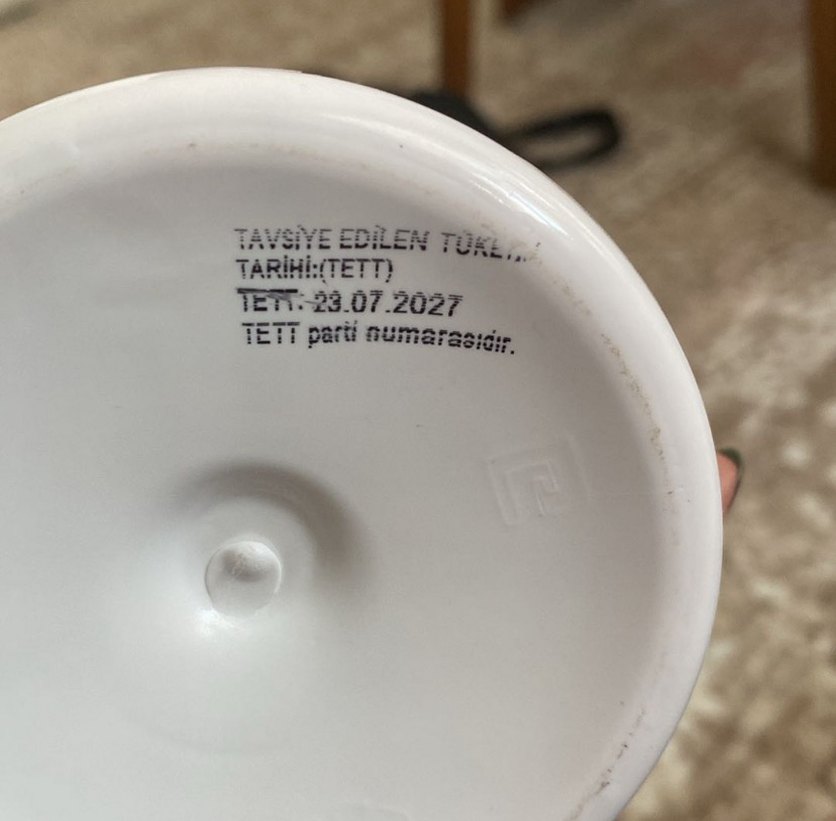 TAVSİYE EDİLEN
TARİHİ:(TETT)
TETT: 23.07.2027
TETT parti numarasıdır.